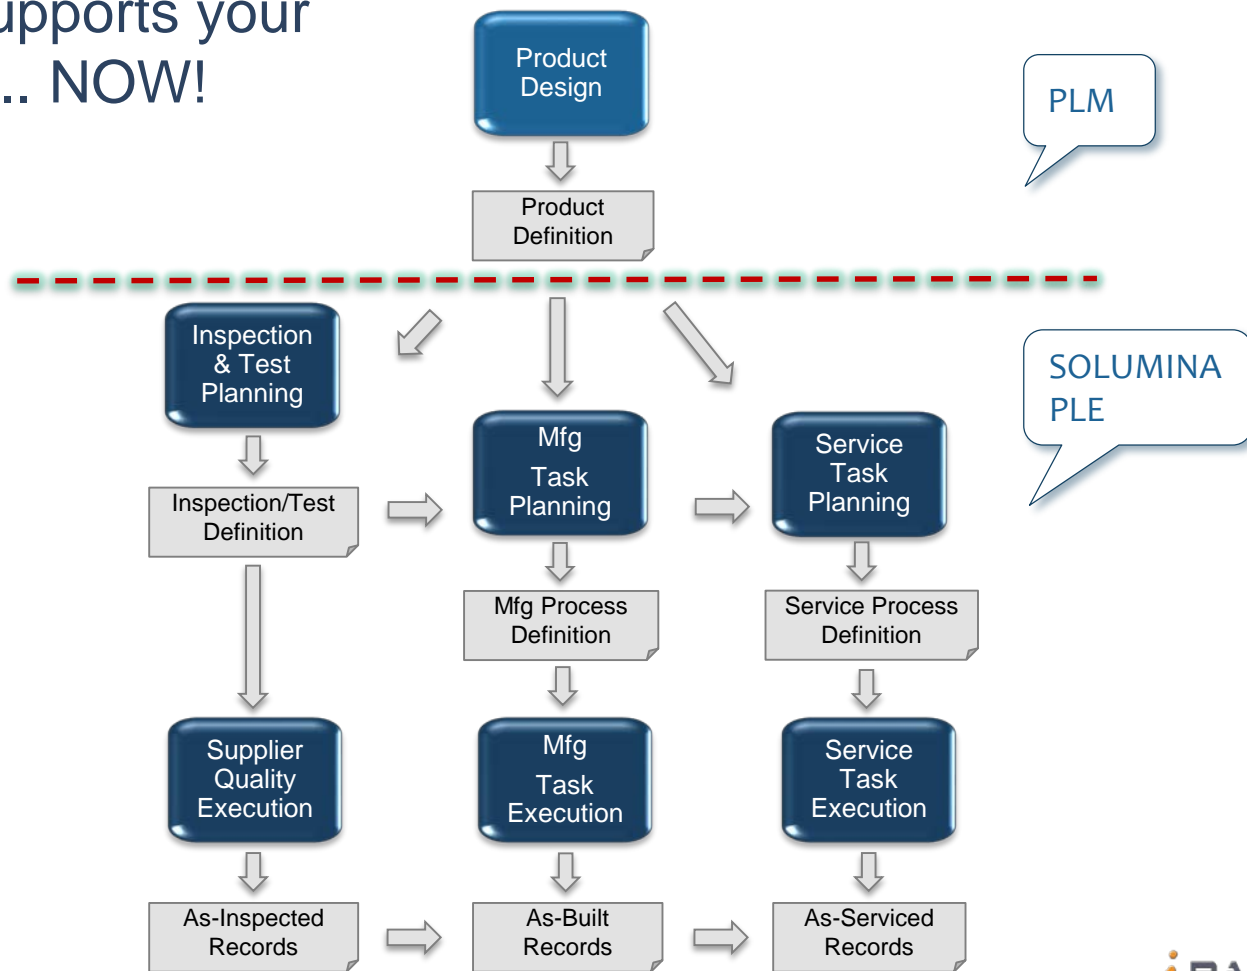 upports your
.. NOW!
Product
Design
PLM
Product
Definition
Inspection
& Test
Planning
SOLUMINA
PLE
Mfg
Task
Planning
Service
Task
Planning
Inspection/Test
Definition
Mfg Process
Definition
Service Process
Definition
Supplier
Quality
Execution
Mfg
Task
Execution
Service
Task
Execution
As-Inspected
Records
As-Built
Records
As-Serviced
Records